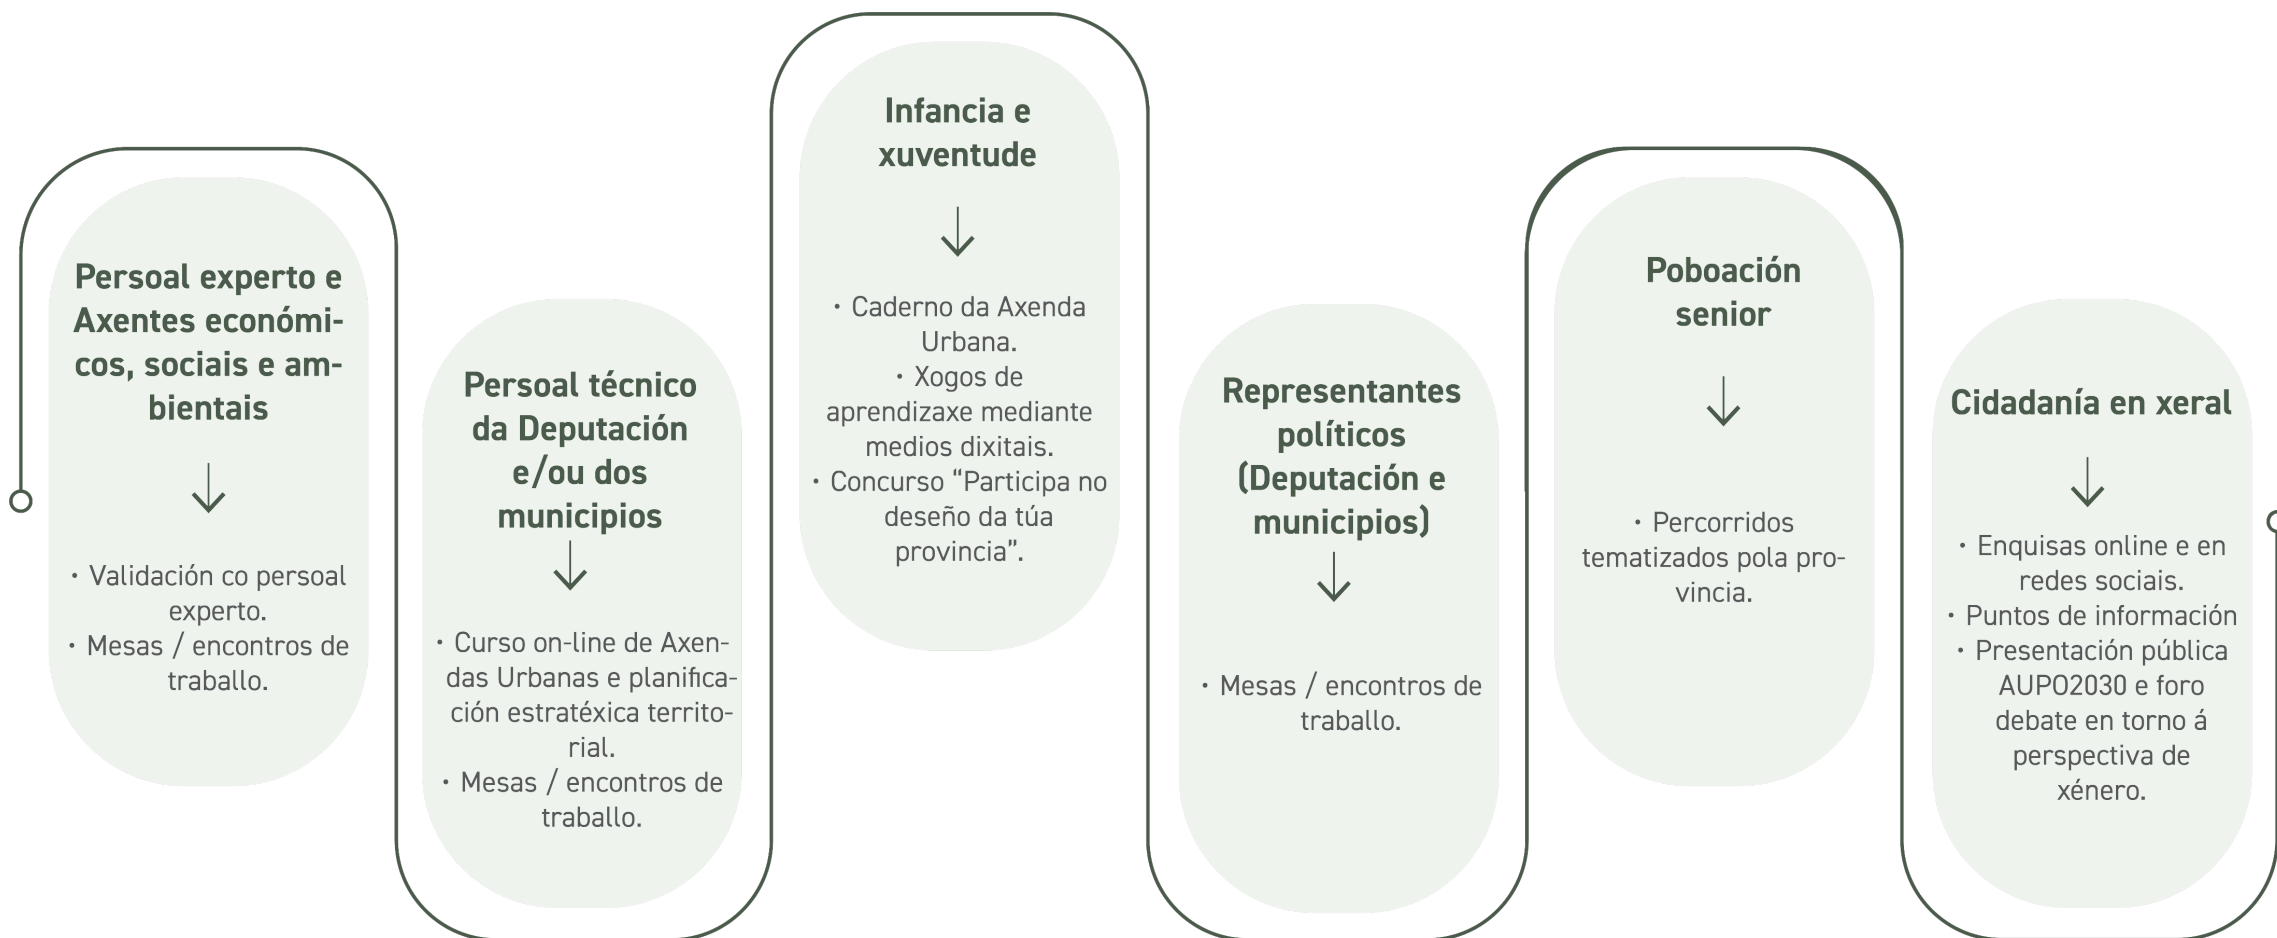 Persoal experto e
Axentes económi-
cos, sociais e am-
bientais
• Validación co persoal
experto.
• Mesas / encontros de
traballo.
Persoal técnico
da Deputación
e/ou dos
municipios
• Curso on-line de Axen-
das Urbanas e planifica-
ción estratéxica territo-
rial.
• Mesas / encontros de
traballo.
Infancia e
xuventude
• Caderno da Axenda
Urbana.
• Xogos de
aprendizaxe mediante
medios dixitais.
• Concurso “Participa no
deseño da túa
provincia”.
Representantes
políticos
(Deputación e
municipios)
• Mesas / encontros de
traballo.
Poboación
senior
• Percorridos
tematizados pola pro-
vincia.
Cidadanía en xeral
• Enquisas online e en
redes sociais.
• Puntos de información
• Presentación pública
AUPO2030 e foro
debate en torno á
perspectiva de
xénero.